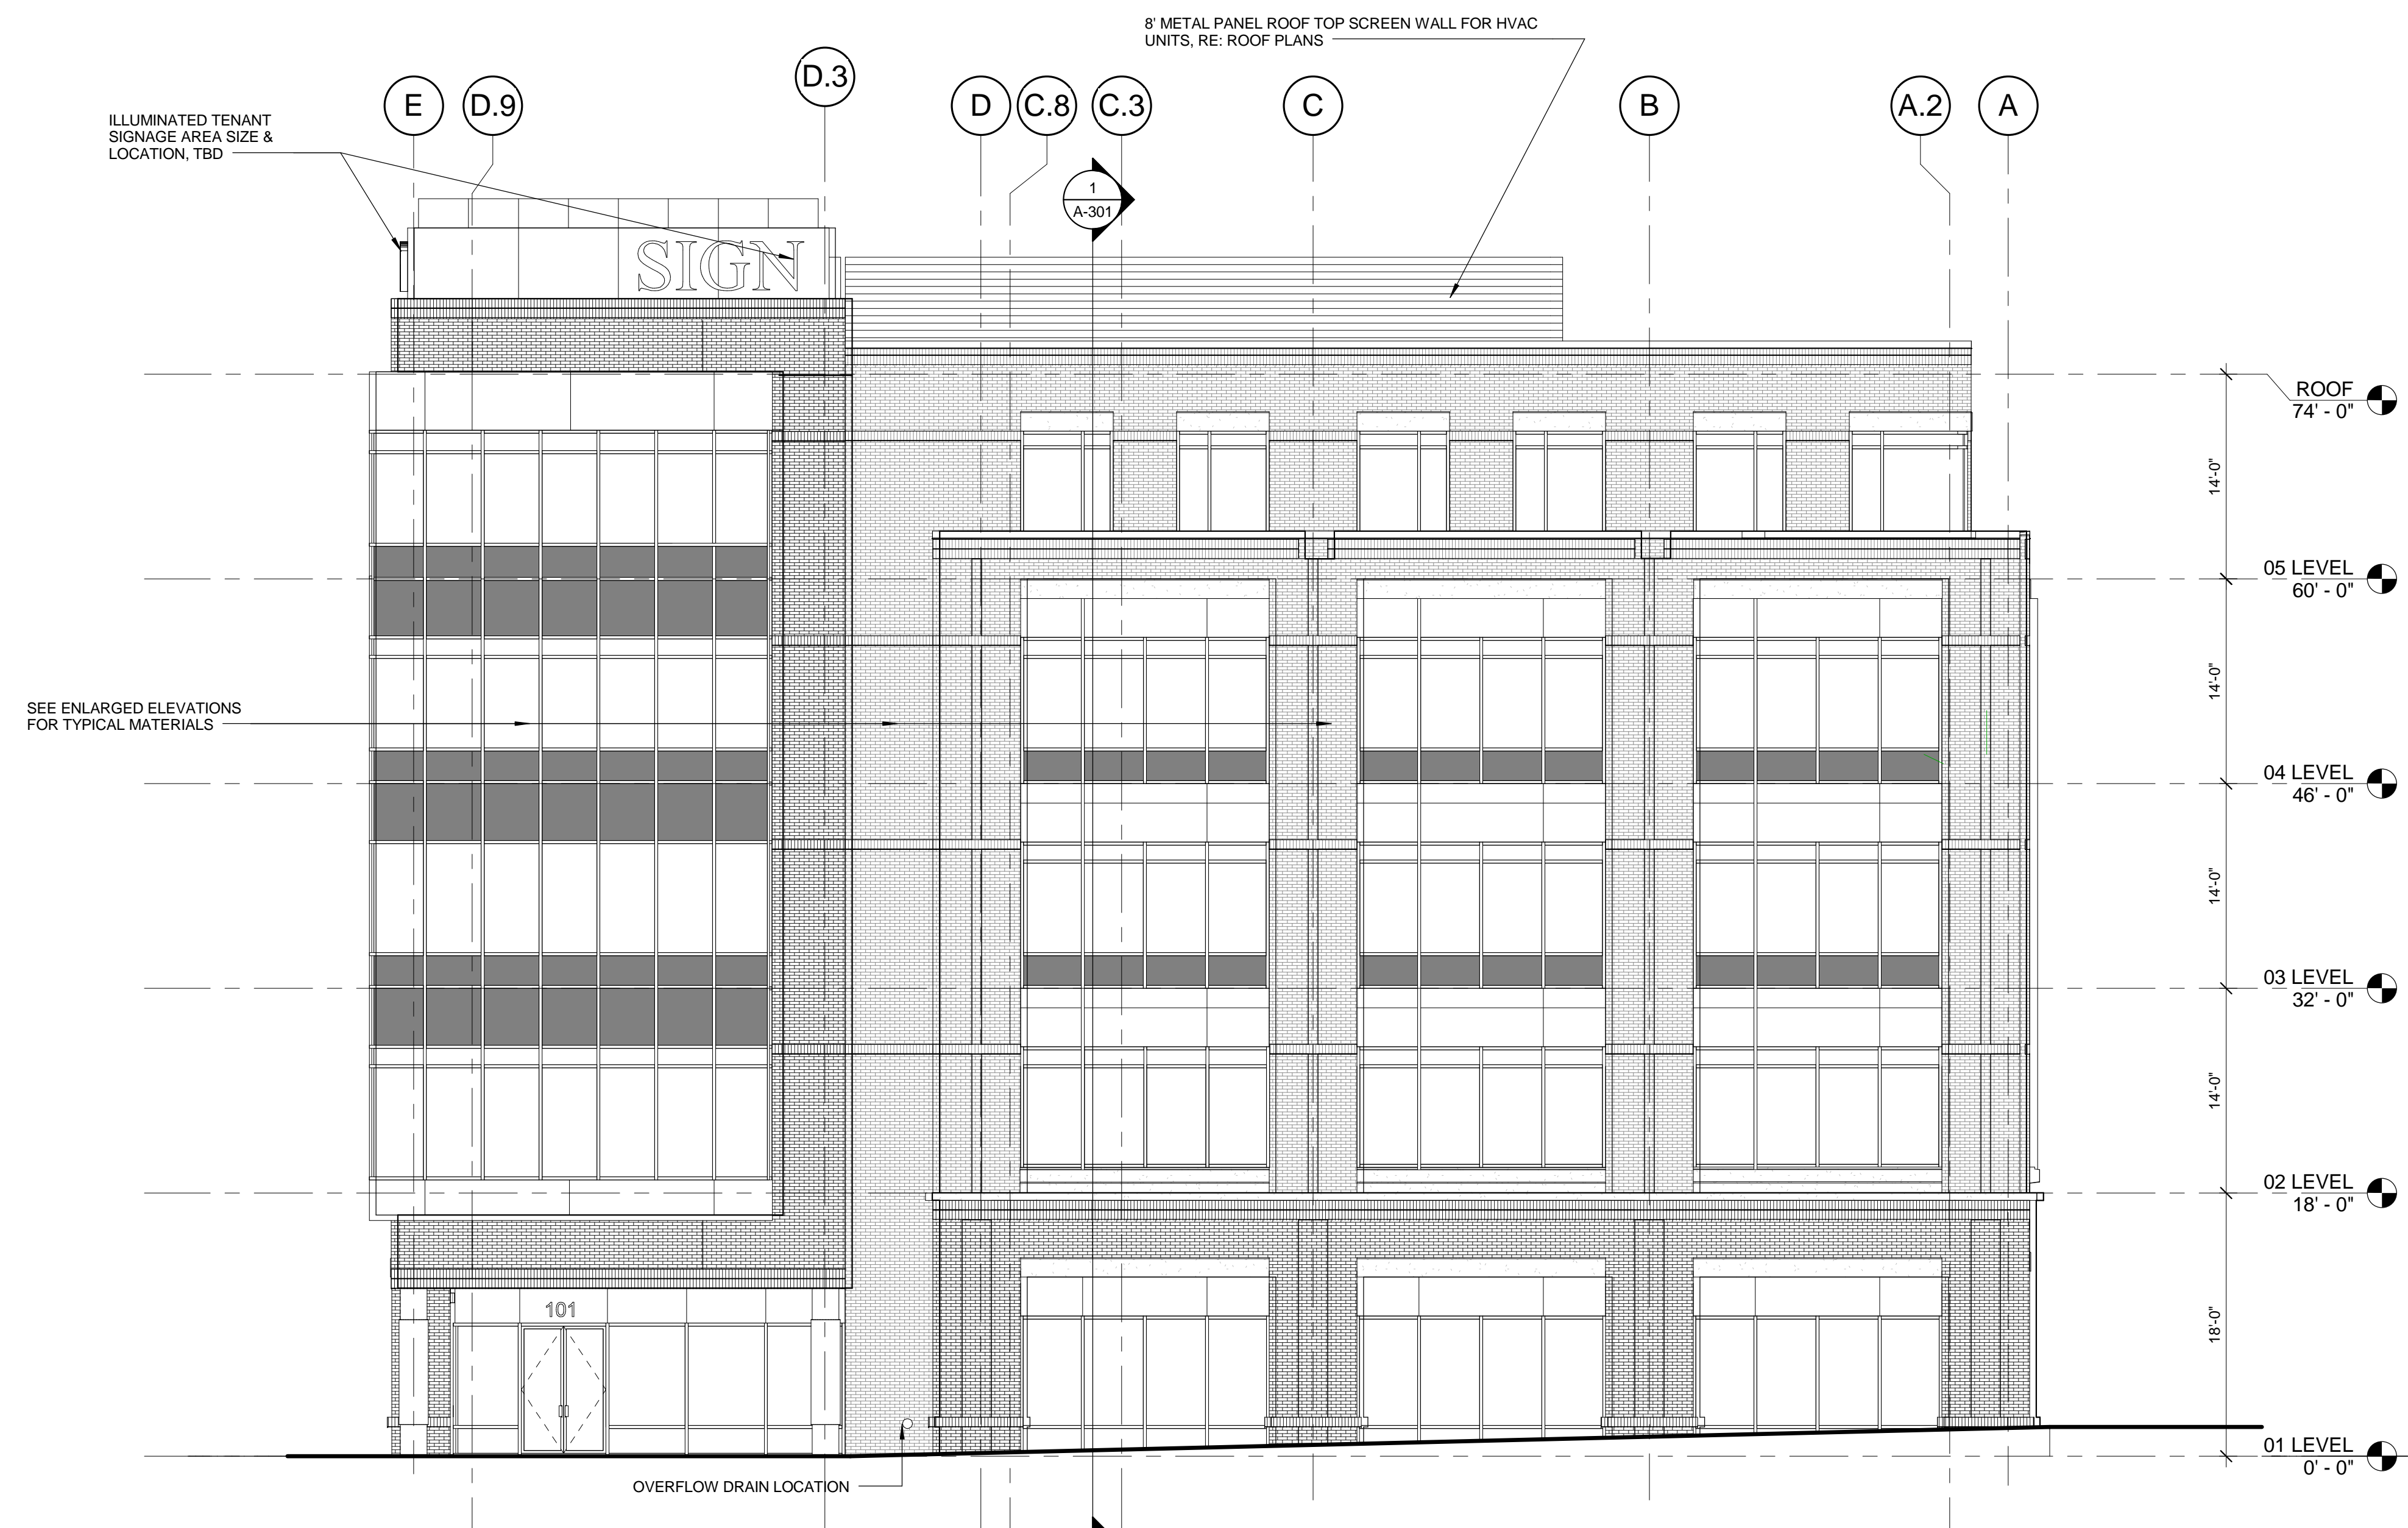 8' METAL PANEL ROOF TOP SCREEN WALL FOR HVAC
UNITS, RE: ROOF PLANS
E
D.9
D.3
D
C.8
C.3
C
B
A.2
A
ILLUMINATED TENANT
SIGNAGE AREA SIZE &
LOCATION, TBD
1
A-301
SIGN
ROOF
74' - 0"
14'-0"
05 LEVEL
60' - 0"
14'-0"
SEE ENLARGED ELEVATIONS
FOR TYPICAL MATERIALS
04 LEVEL
46' - 0"
14'-0"
03 LEVEL
32' - 0"
14'-0"
02 LEVEL
18' - 0"
18'-0"
101
01 LEVEL
0' - 0"
OVERFLOW DRAIN LOCATION